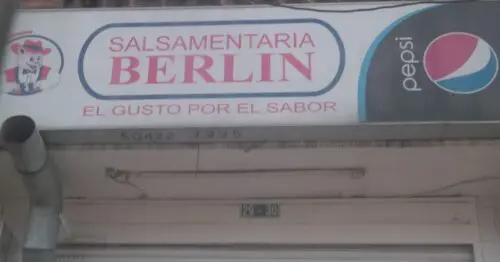 SALSAMENTARIA
BERLIN
EL GUSTO POR EL SABOR
pepsi